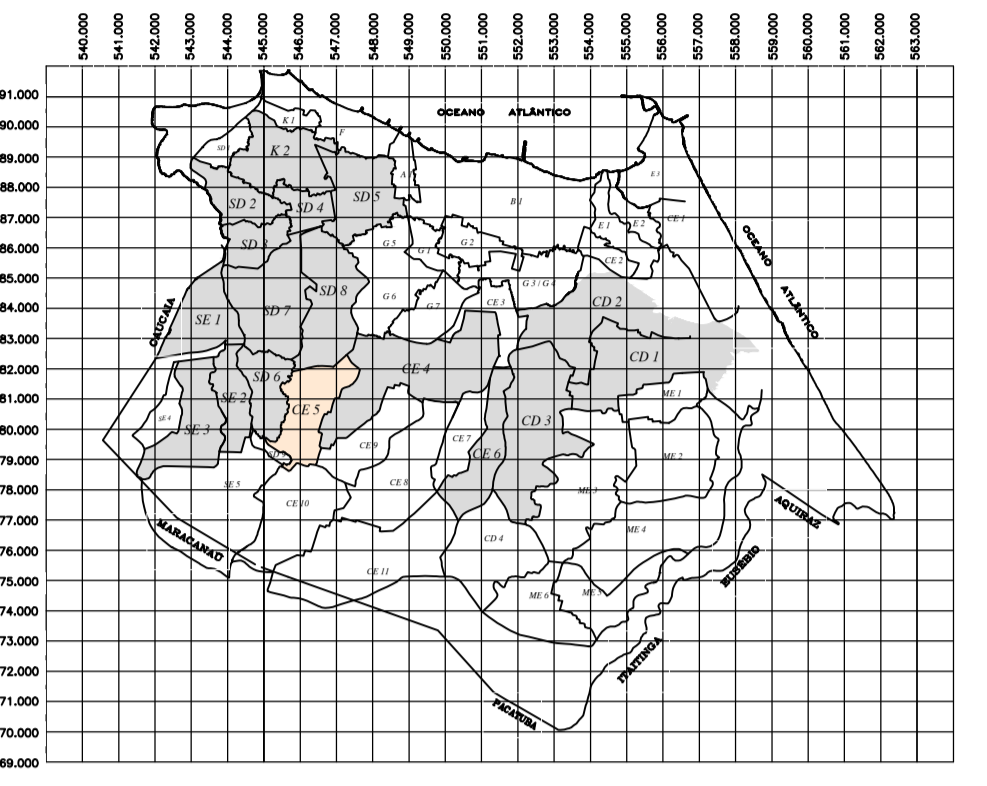 540.000 541.000 542.000 543.000 544.000 545.000 546.000 547.000 548.000 549.000 550.000 551.000 552.000 553.000 554.000 555.000 556.000 557.000 558.000 559.000 560.000 561.000 562.000 563.000
91.000
OCEANO ATLÂNTICO
K 1
90.000
F
SD 1
K 2
89.000
A 1
E 3
88.000
SD 5
B 1
SD 2
SD 4
87.000
E 1
E 2
CE 1
SD 3
G 5
G 1
G 2
86.000
OCEANO ATLÂNTICO
CE 2
85.000
SD 8
G 3 / G 4
G 6
G 7
CE 3
CD 2
84.000
SD 7
SE 1
CAUCAIA
83.000
CD 1
82.000
CE 4
SD 6
SE 2
ME 1
81.000
CE 5
SE 4
CD 3
80.000
SE 3
CE 9
CE 7
79.000
CE 6
ME 2
SE 5
CE 8
78.000
CE 10
ME 3
77.000
AQUIRAZ
MARACANAÚ
CD 4
ME 4
76.000
CE 11
EUSÉBIO
75.000
ME 6
ME 5
74.000
73.000
ITAITINGA
72.000
71.000
PACATUBA
70.000
69.000